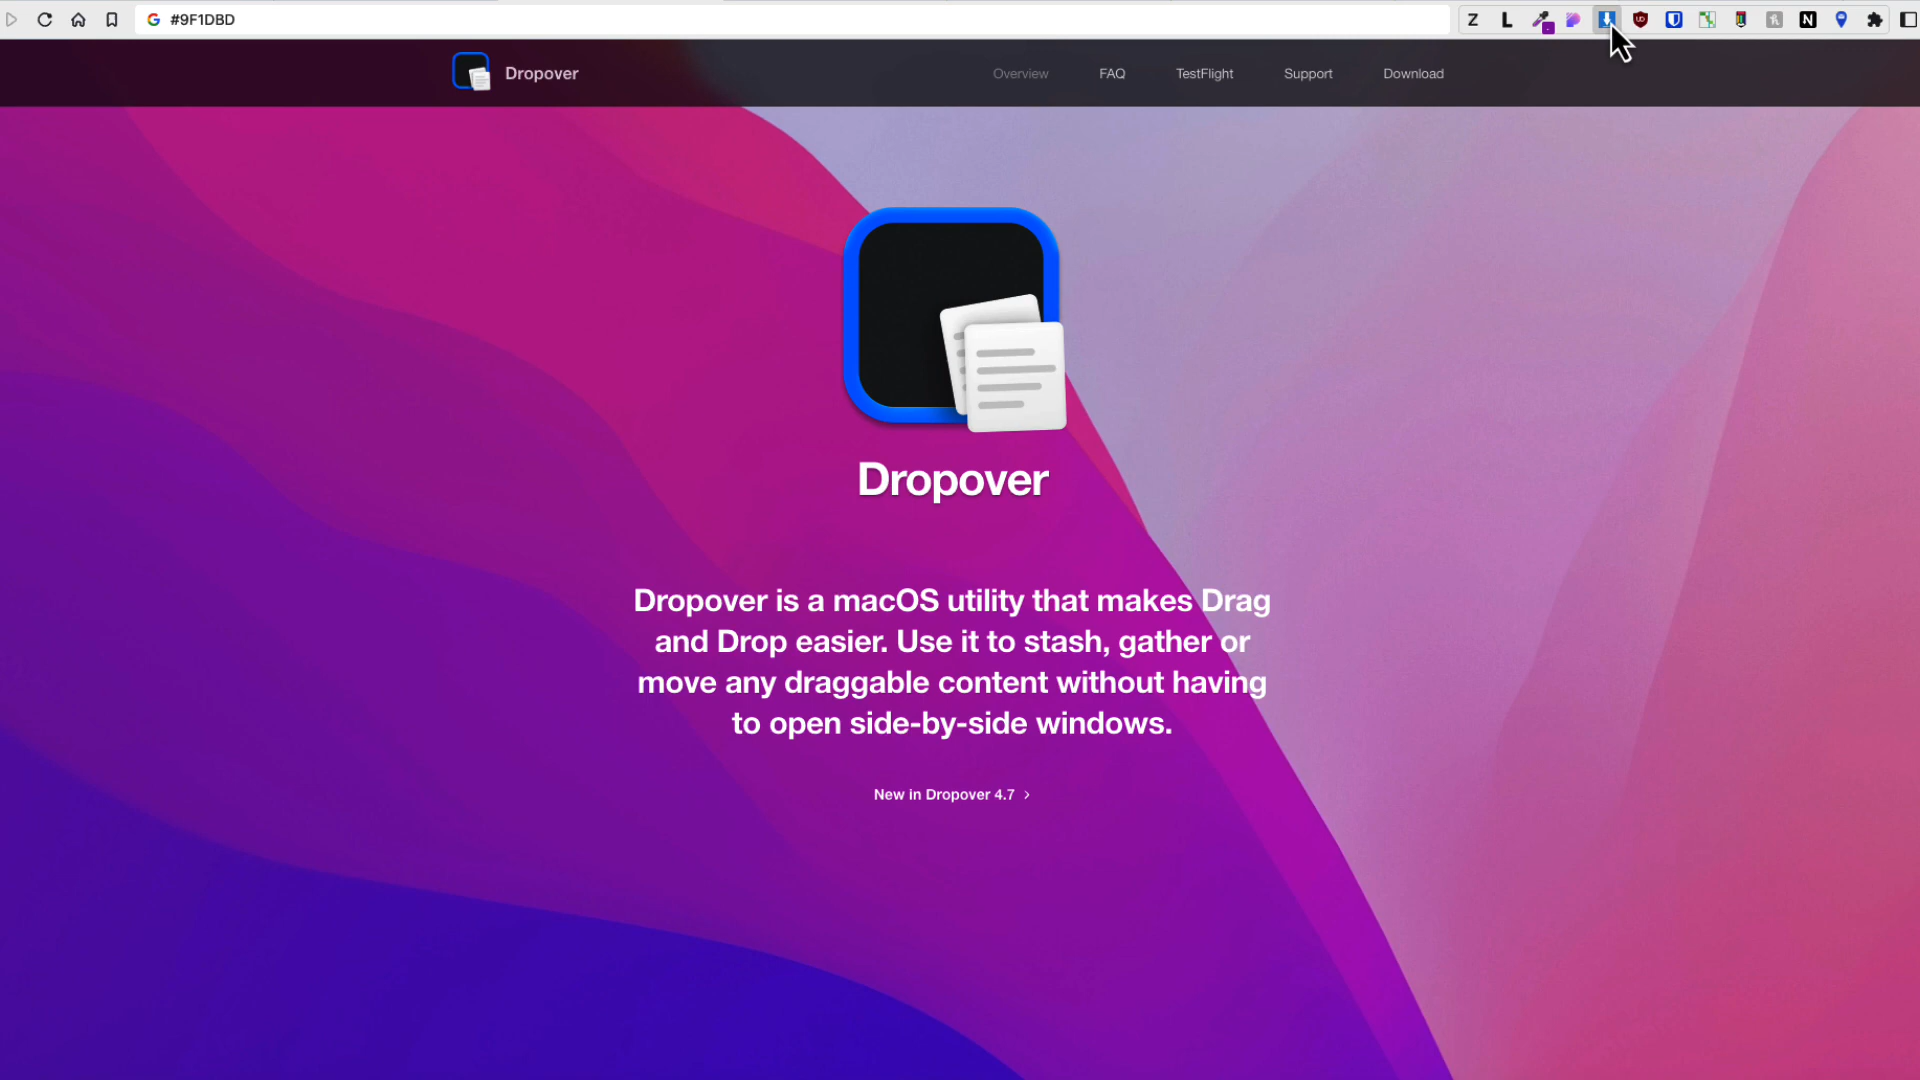 #9F1DBD
Z L UD N
Dropover
Overview FAQ TestFlight Support Download
Dropover
Dropover is a macOS utility that makes Drag
and Drop easier. Use it to stash, gather or
move any draggable content without having
to open side-by-side windows.
New in Dropover 4.7 >